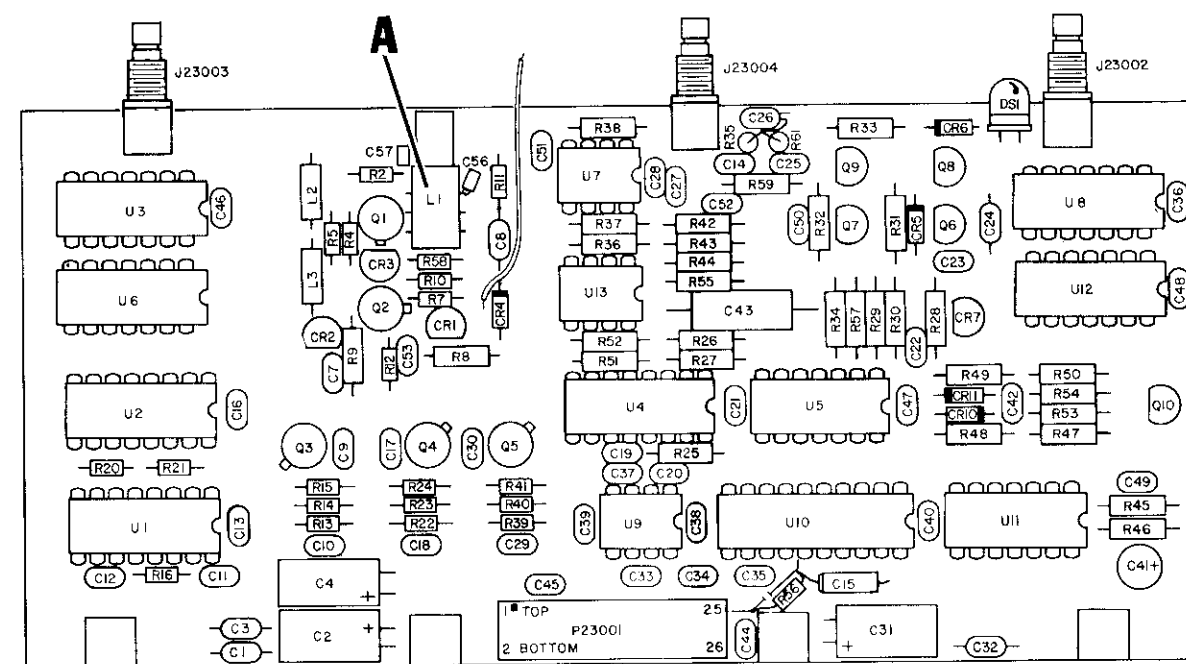 A
J23003
J23004
J23002
DS1
C26
R38
R35
R61
R33
CR6
C51
C57
C56
R2
R11
L2
L1
U7
C28
C27
C14
C25
R59
Q9
Q8
U3
C46
Q1
C52
C50
R32
Q7
R31
CR5
Q6
C24
U8
C36
R5
R4
C8
R37
R42
R36
R43
CR3
R58
R44
C23
L3
R10
R55
U6
R7
U13
U12
C48
Q2
CR4
C43
CR2
CR1
R34
R57
R29
R30
R28
CR7
R9
C7
R12
C53
R8
R52
R26
R51
R27
C22
R49
R50
U2
C16
U4
C21
U5
C47
CR11
C42
R54
CR10
R53
Q10
R48
R47
Q3
C9
C17
Q4
C30
Q5
C19
R25
C37
C20
R20
R21
R15
R24
R41
R14
R23
R40
R13
R22
R39
C10
C18
C29
U1
C13
C39
U9
C38
U10
C40
U11
C49
R45
R46
C41+
C12
R16
C11
C4
+
C45
C33
C34
C35
R56
C15
C3
C1
C2
+
1 TOP 25
P23001
2 BOTTOM 26
C44
C31
+
C32